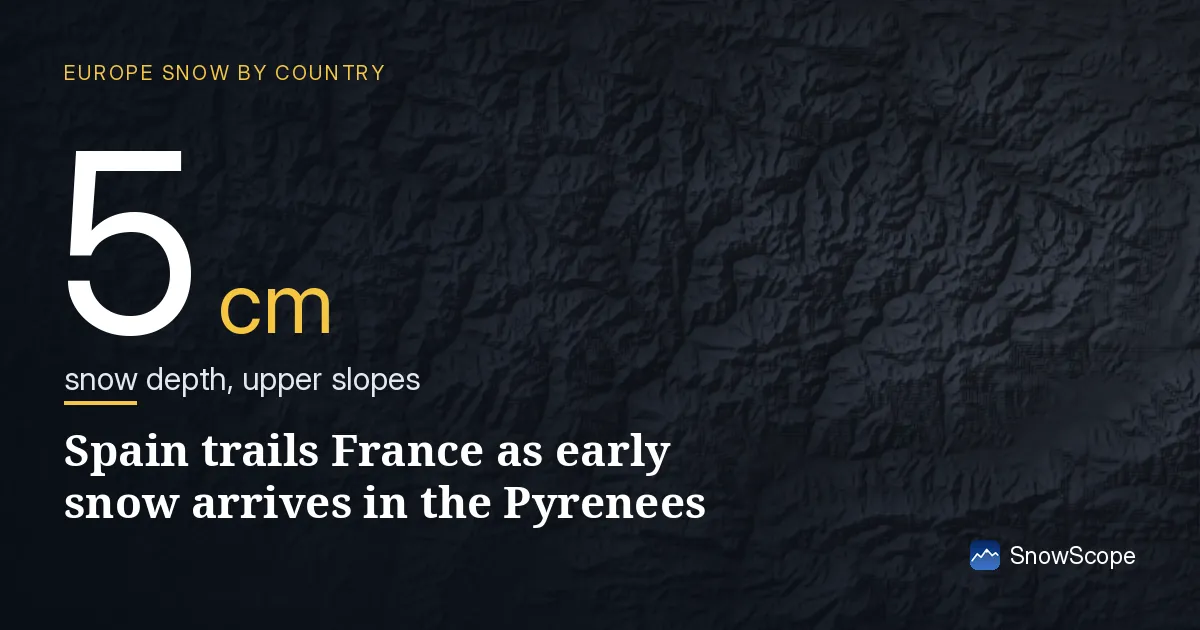 EUROPE SNOW BY COUNTRY
5 cm
snow depth, upper slopes
Spain trails France as early
snow arrives in the Pyrenees
SnowScope